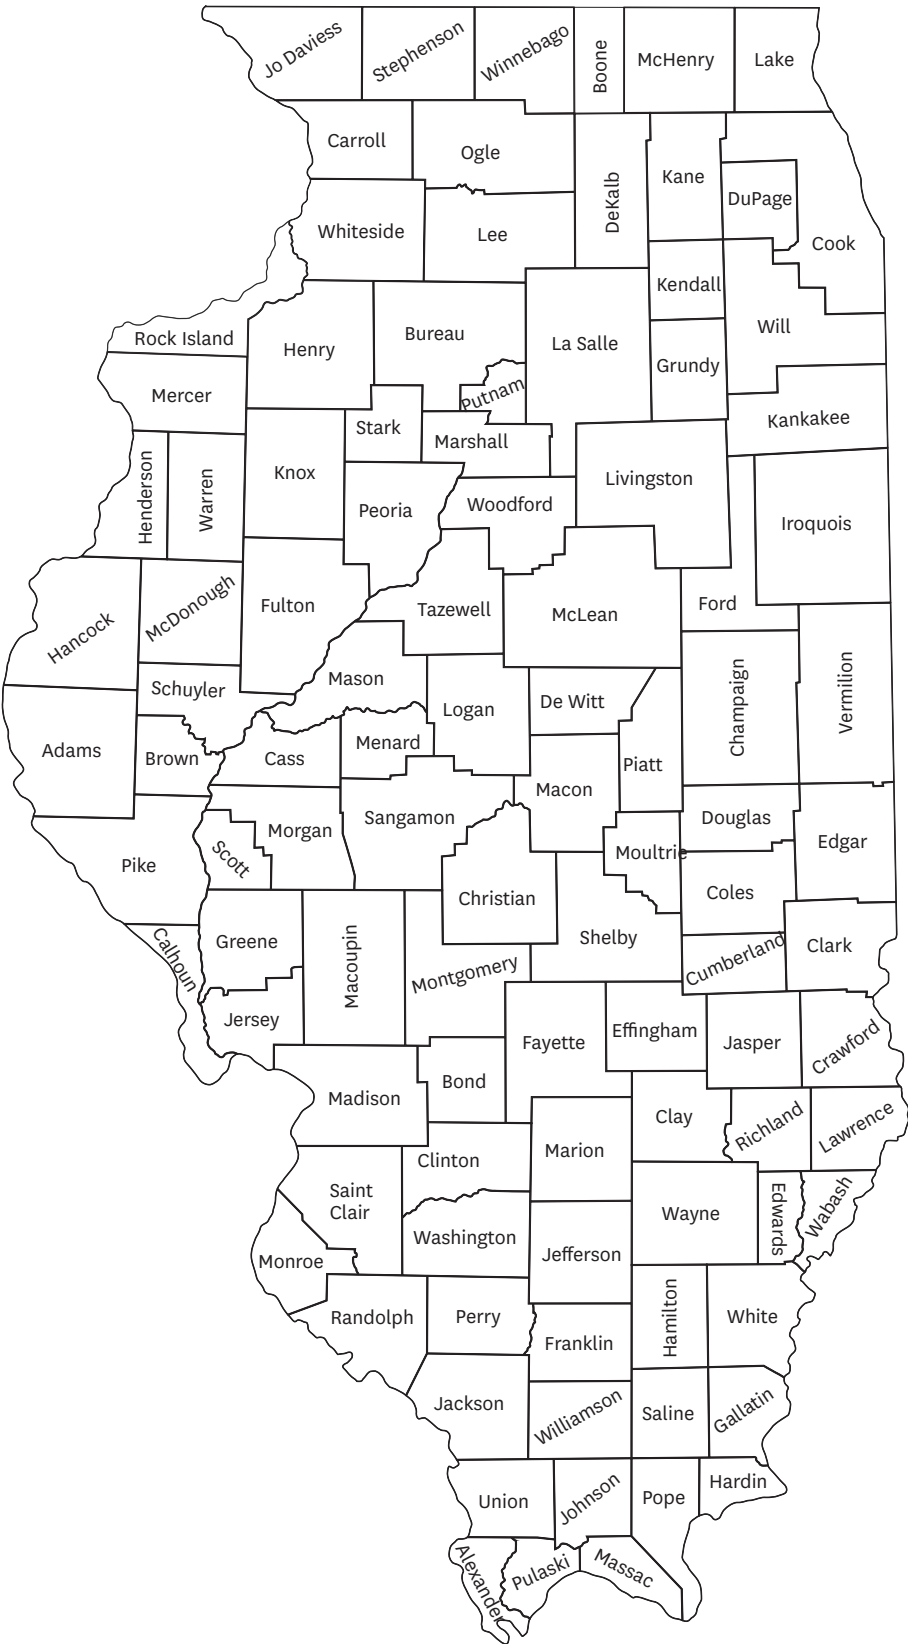 Jo Daviess
Stephenson
Winnebago
Boone
McHenry
Lake
Carroll
Ogle
DeKalb
Kane
DuPage
Cook
Whiteside
Lee
Kendall
Rock Island
Henry
Bureau
La Salle
Will
Grundy
Mercer
Putnam
Kankakee
Stark
Marshall
Henderson
Warren
Knox
Peoria
Woodford
Livingston
Iroquois
Hancock
McDonough
Fulton
Tazewell
McLean
Ford
Schuyler
Mason
Logan
De Witt
Champaign
Vermilion
Adams
Brown
Cass
Menard
Macon
Piatt
Pike
Scott
Morgan
Sangamon
Christian
Moultrie
Douglas
Edgar
Coles
Calhoun
Greene
Macoupin
Montgomery
Shelby
Cumberland
Clark
Jersey
Fayette
Effingham
Jasper
Crawford
Madison
Bond
Clay
Richland
Lawrence
Clinton
Marion
Saint
Clair
Washington
Jefferson
Wayne
Edwards
Wabash
Monroe
Randolph
Perry
Franklin
Hamilton
White
Jackson
Williamson
Saline
Gallatin
Union
Johnson
Pope
Hardin
Alexander
Pulaski
Massac